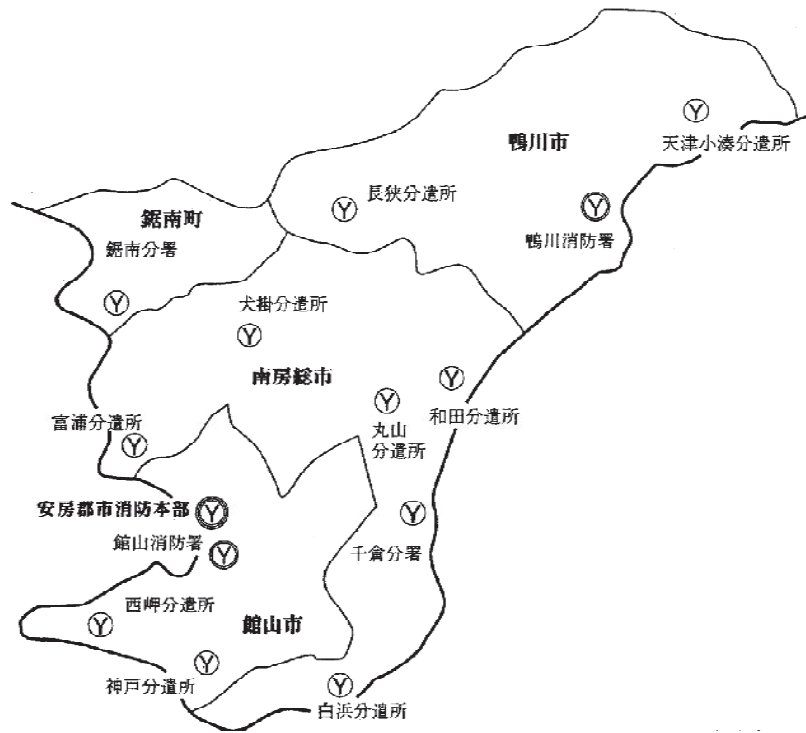 天津小湊分遣所
鴨川市
長狭分遣所
鴨川消防署
鋸南町
鋸南分署
犬掛分遣所
南房総市
和田分遣所
丸山
分遣所
富浦分遣所
安房郡市消防本部
館山消防署
千倉分署
西岬分遣所
館山市
神戸分遣所
白浜分遣所